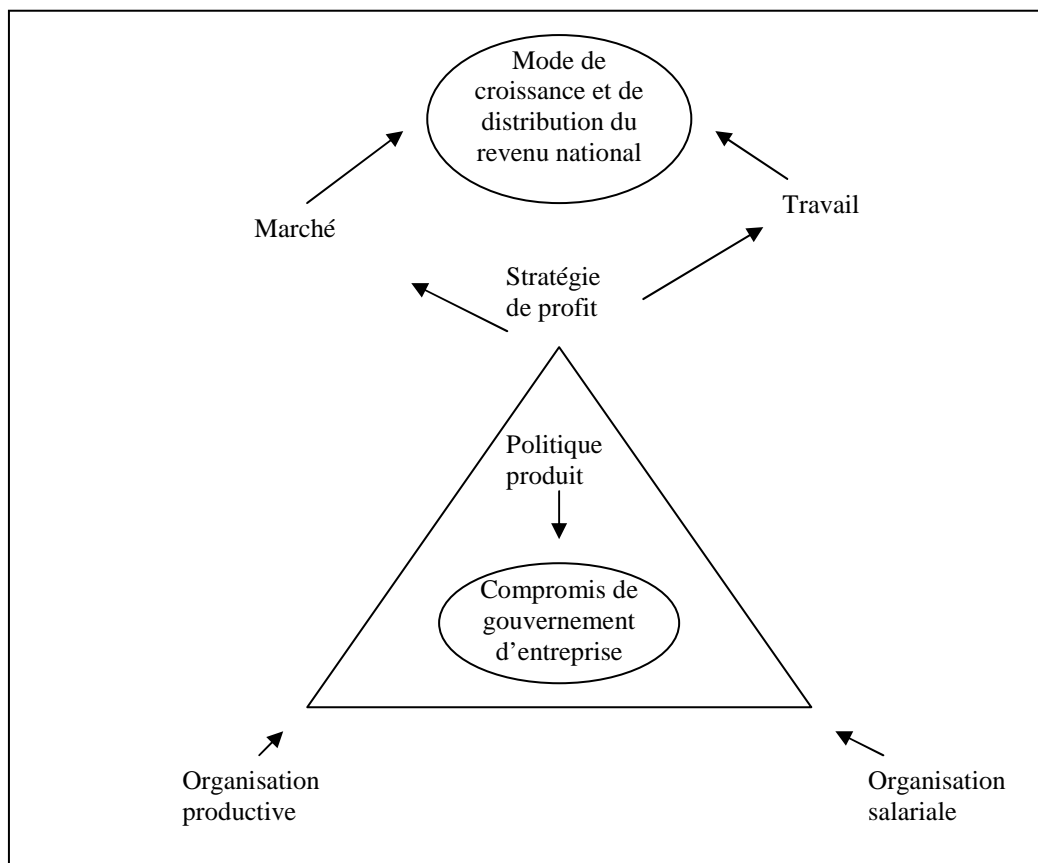 Mode de
croissance et de
distribution du
revenu national
Marché
Travail
Stratégie
de profit
Politique
produit
Compromis de
gouvernement
d’entreprise
Organisation
productive
Organisation
salariale